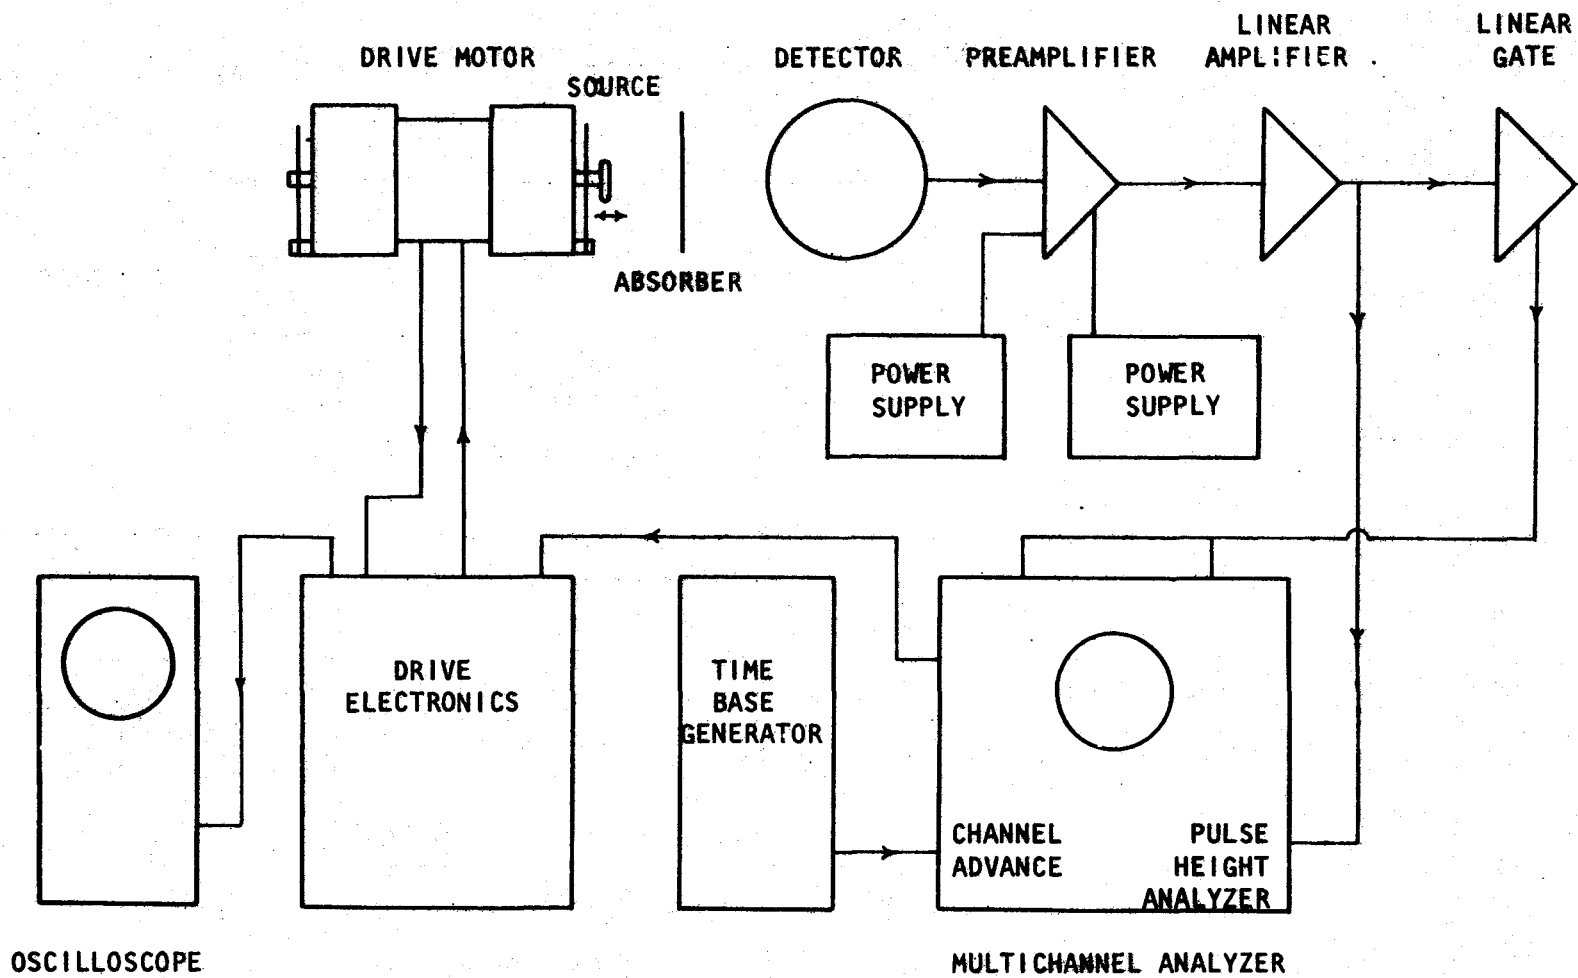 DRIVE MOTOR
SOURCE
ABSORBER
DETECTOR
PREAMPLIFIER
LINEAR
AMPLIFIER
LINEAR
GATE
POWER
SUPPLY
POWER
SUPPLY
DRIVE
ELECTRONICS
TIME
BASE
GENERATOR
CHANNEL
ADVANCE
PULSE
HEIGHT
ANALYZER
OSCILLOSCOPE
MULTICHANNEL ANALYZER